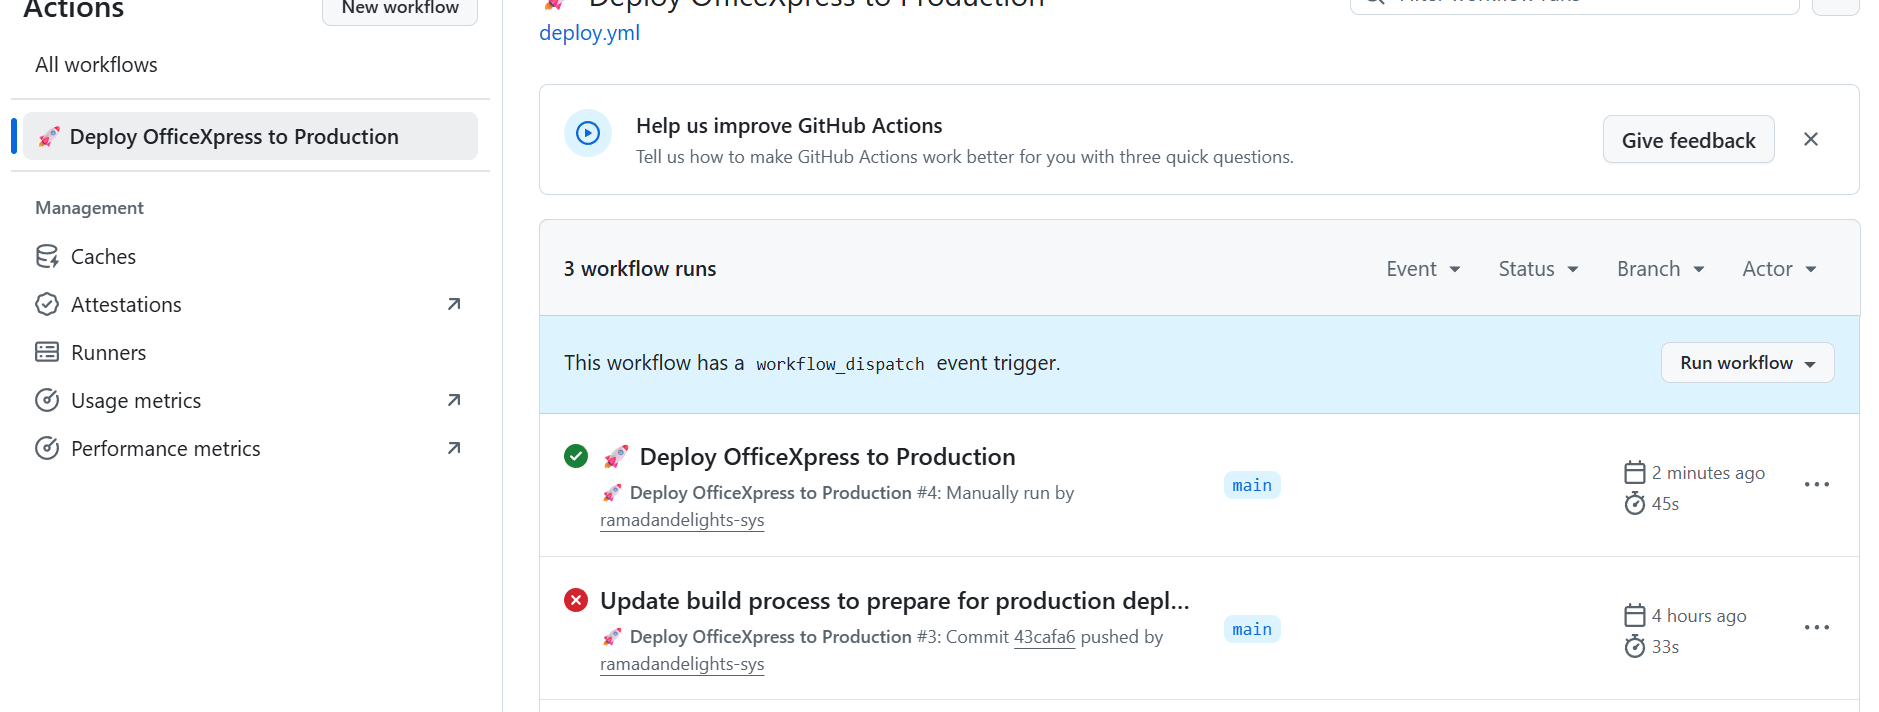 Actions
New workflow
All workflows
🚀 Deploy OfficeXpress to Production
Management
Caches
Attestations
Runners
Usage metrics
Performance metrics
🚀 Deploy OfficeXpress to Production
Filter workflow runs
deploy.yml
Help us improve GitHub Actions
Tell us how to make GitHub Actions work better for you with three quick questions.
Give feedback
3 workflow runs
Event
Status
Branch
Actor
This workflow has a workflow_dispatch event trigger.
Run workflow
🚀 Deploy OfficeXpress to Production
🚀 Deploy OfficeXpress to Production #4: Manually run by
ramadandelights-sys
main
2 minutes ago
45s
Update build process to prepare for production depl...
🚀 Deploy OfficeXpress to Production #3: Commit 43cafa6 pushed by
ramadandelights-sys
main
4 hours ago
33s